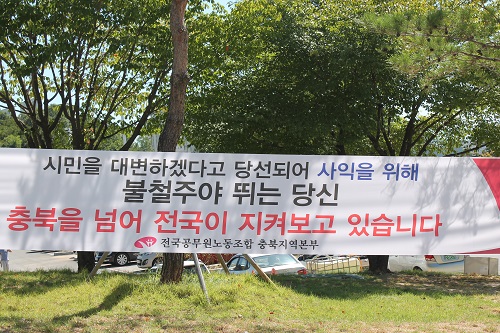 시민을 대변하겠다고 당선되어 사익을 위해
불철주야 뛰는 당신
충북을 넘어 전국이 지켜보고 있습니다
전국공무원노동조합 충북지역본부